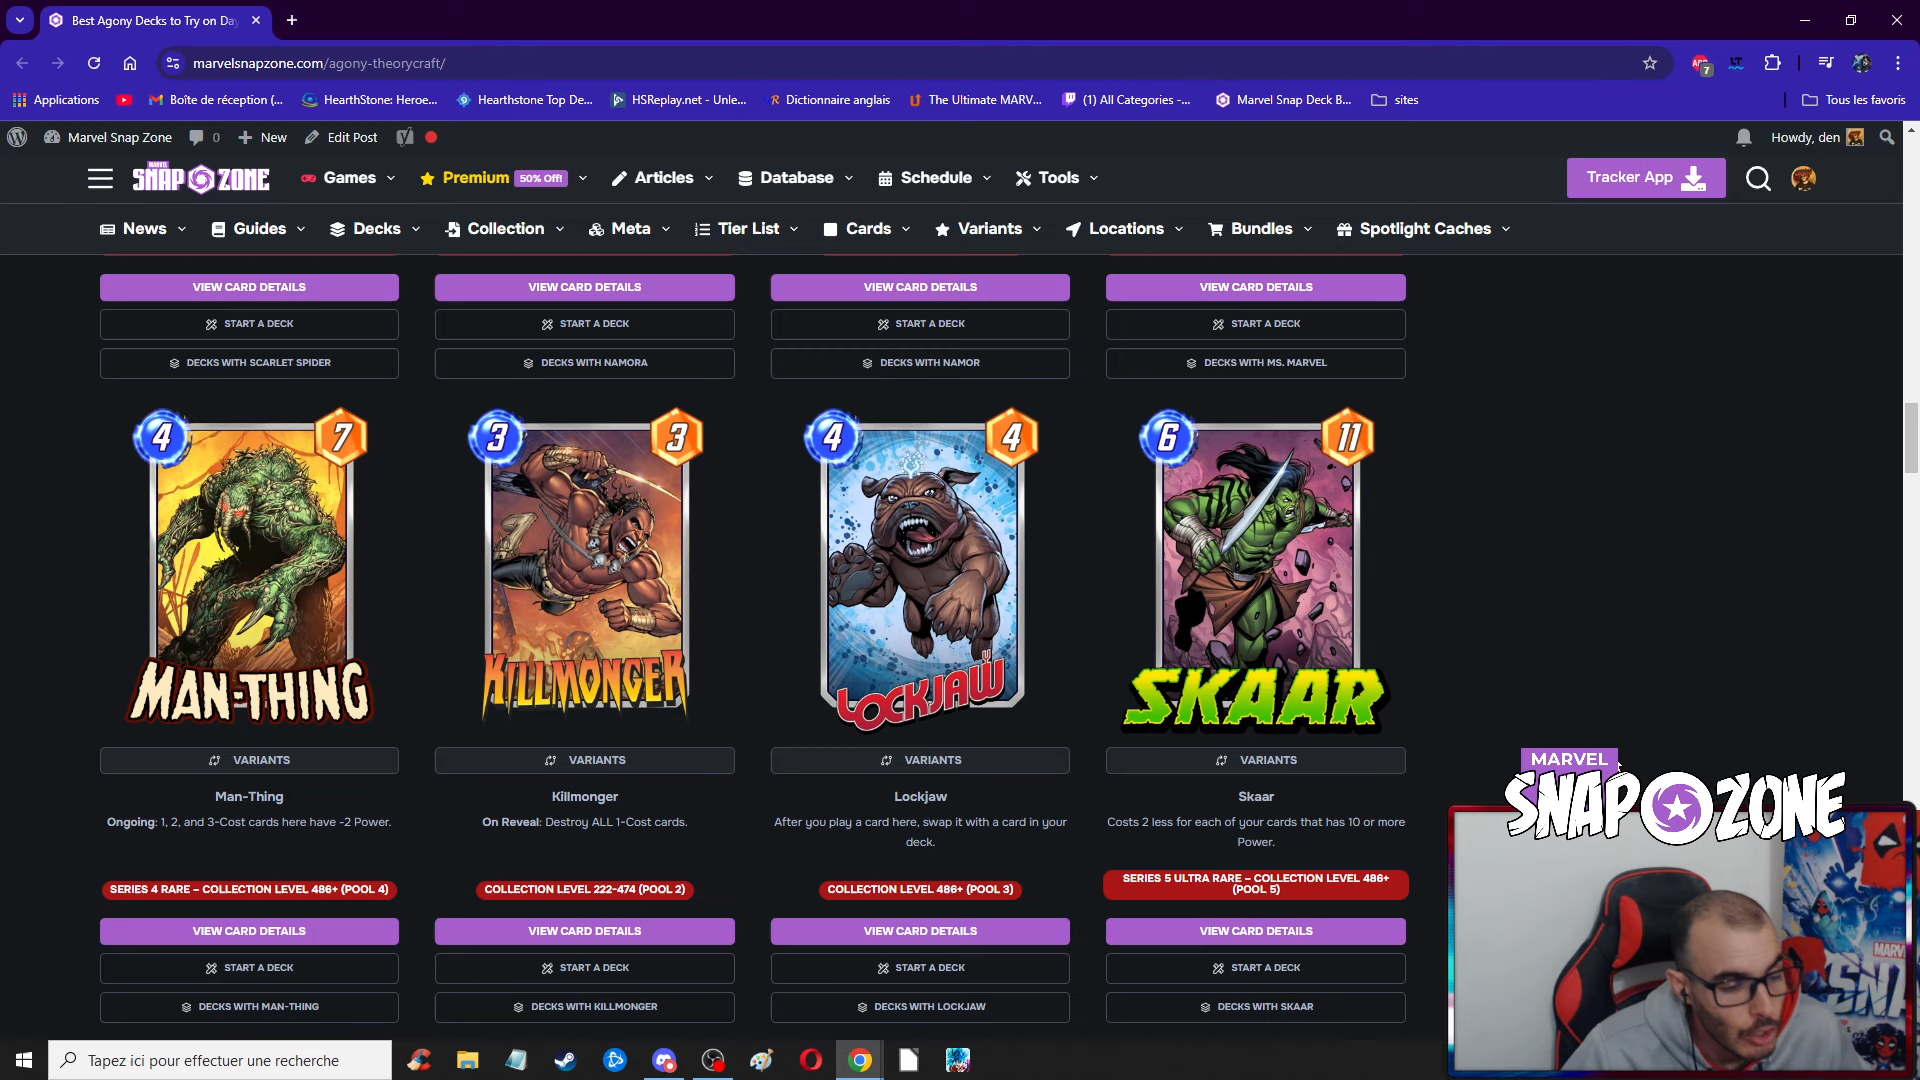 Best Agony Decks to Try on Da
marvelsnapzone.com/agony-theorycraft/
7
Applications
Boîte de réception (...
HearthStone: Heroe...
Hearthstone Top De...
HSReplay.net - Unle...
Dictionnaire anglais
The Ultimate MARV...
(1) All Categories -...
Marvel Snap Deck B...
sites
Tous les favoris
Marvel Snap Zone
0
New
Edit Post
Howdy, den
MARVEL
SNAP ZONE
Games
Premium
50% Off!
Articles
Database
Schedule
Tools
Tracker App
News
Guides
Decks
Collection
Meta
Tier List
Cards
Variants
Locations
Bundles
Spotlight Caches
VIEW CARD DETAILS
VIEW CARD DETAILS
VIEW CARD DETAILS
VIEW CARD DETAILS
START A DECK
START A DECK
START A DECK
START A DECK
DECKS WITH SCARLET SPIDER
DECKS WITH NAMORA
DECKS WITH NAMOR
DECKS WITH MS. MARVEL
4
7
3
3
4
4
6
11
MAN-THING
KILLMONGER
LOCKJAW
SKAAR
VARIANTS
VARIANTS
VARIANTS
VARIANTS
Man-Thing
Killmonger
Lockjaw
Skaar
Ongoing: 1, 2, and 3-Cost cards here have -2 Power.
On Reveal: Destroy ALL 1-Cost cards.
After you play a card here, swap it with a card in your
deck.
Costs 2 less for each of your cards that has 10 or more
Power.
SERIES 4 RARE – COLLECTION LEVEL 486+ (POOL 4)
COLLECTION LEVEL 222-474 (POOL 2)
COLLECTION LEVEL 486+ (POOL 3)
SERIES 5 ULTRA RARE – COLLECTION LEVEL 486+
(POOL 5)
VIEW CARD DETAILS
VIEW CARD DETAILS
VIEW CARD DETAILS
VIEW CARD DETAILS
START A DECK
START A DECK
START A DECK
START A DECK
DECKS WITH MAN-THING
DECKS WITH KILLMONGER
DECKS WITH LOCKJAW
DECKS WITH SKAAR
MARVEL
SNAP ZONE
Tapez ici pour effectuer une recherche